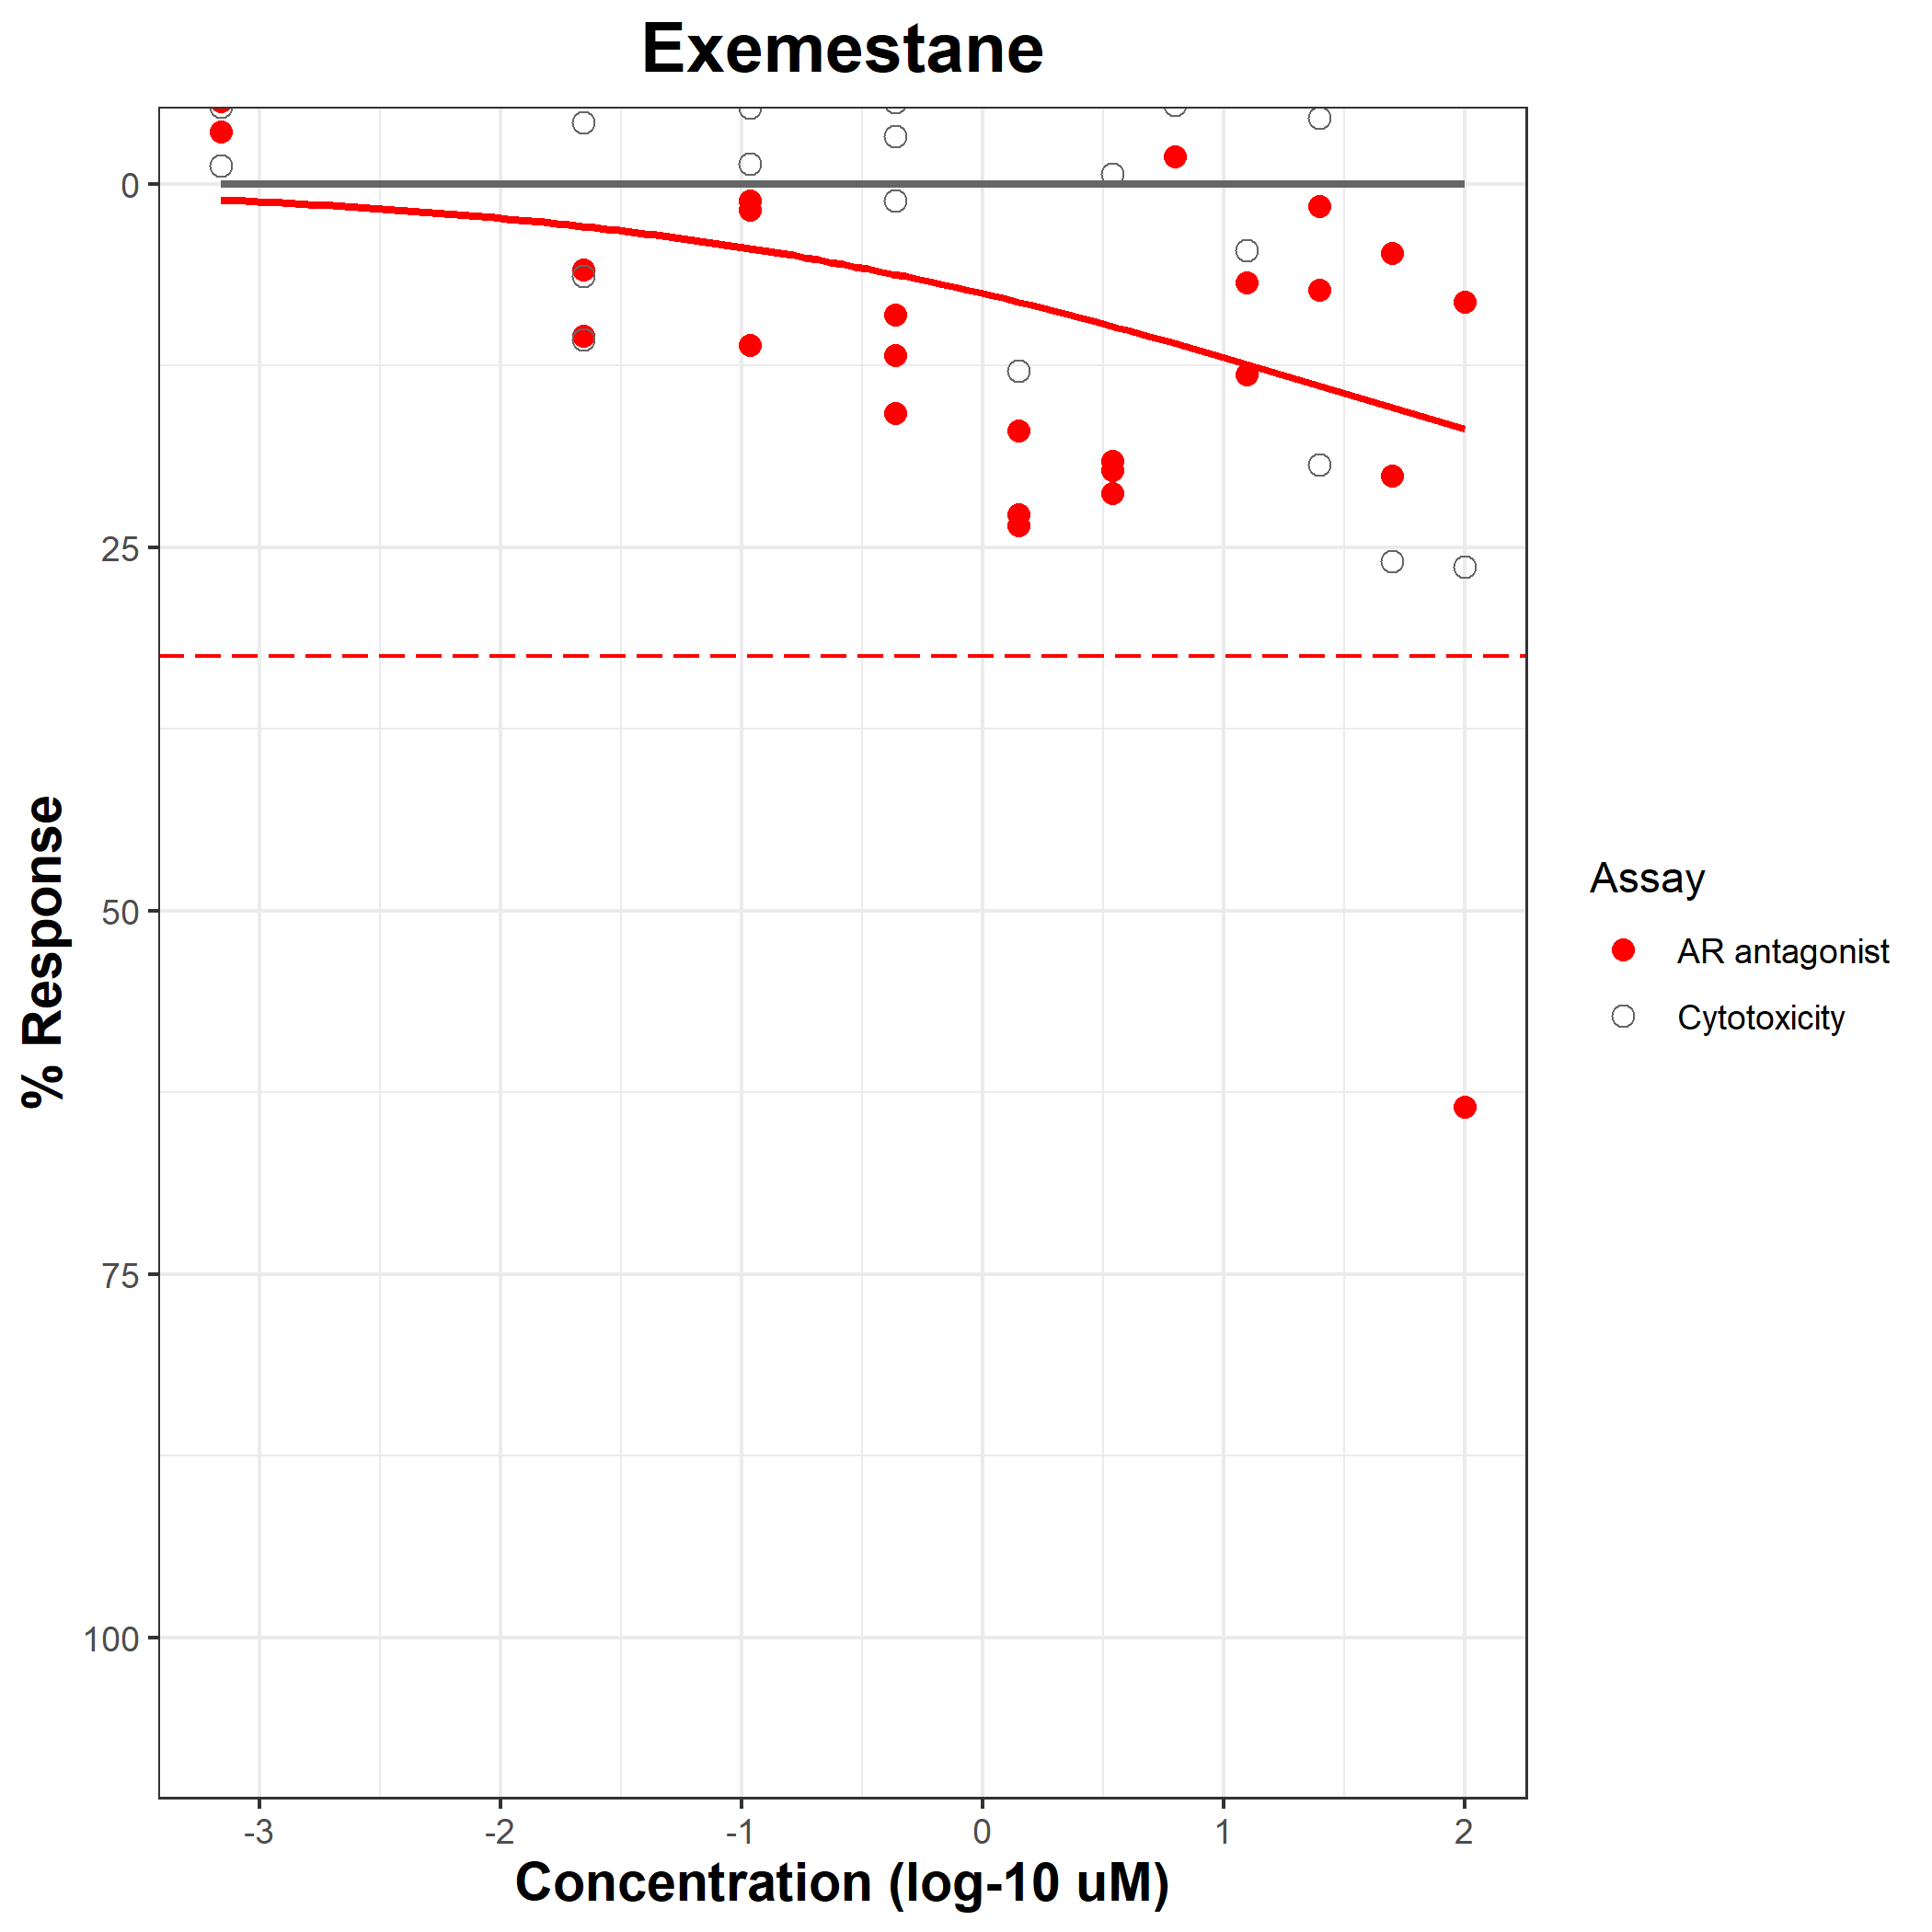 Exemestane
% Response
0
25
50
75
100
-3
-2
-1
0
1
2
Concentration (log-10 uM)
Assay
AR antagonist
Cytotoxicity